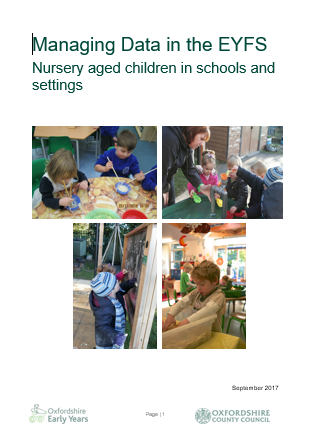 Managing Data in the EYFS
Nursery aged children in schools and
settings
September 2017
Oxfordshire
Early Years
Page | 1
OXFORDSHIRE
COUNTY COUNCIL